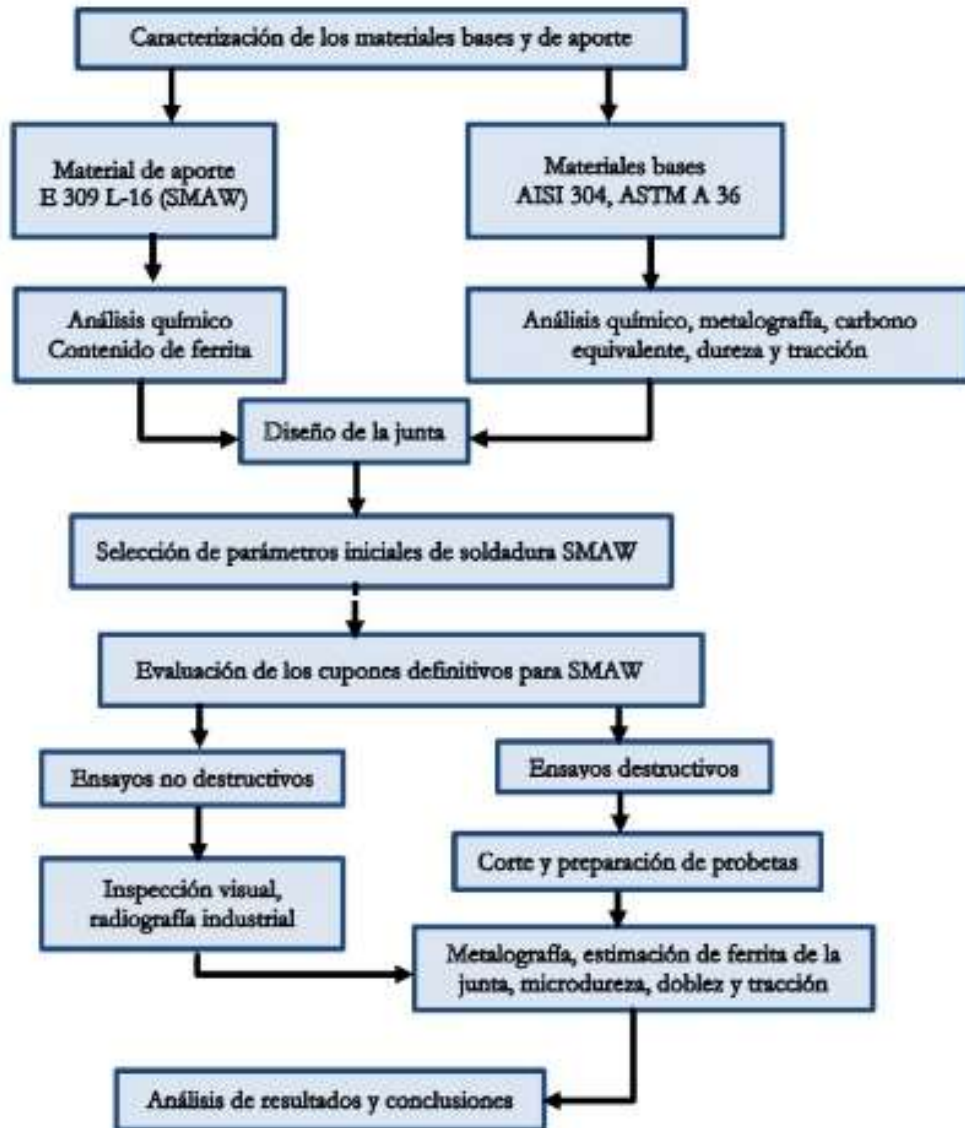 Caracterización de los materiales bases y de aporte
Material de aporte
E 309 L-16 (SMAW)
Materiales bases
AISI 304, ASTM A 36
Análisis químico
Contenido de ferrita
Análisis químico, metalografía, carbono
equivalente, dureza y tracción
Diseño de la junta
Selección de parámetros iniciales de soldadura SMAW
Evaluación de los cupones definitivos para SMAW
Ensayos no destructivos
Ensayos destructivos
Corte y preparación de probetas
Inspección visual,
radiografía industrial
Metalografía, estimación de ferrita de la
junta, microdureza, doblez y tracción
Análisis de resultados y conclusiones